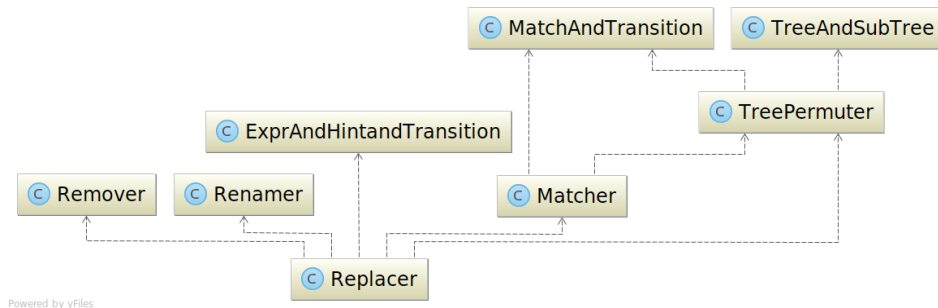 C MatchAndTransition
C TreeAndSubTree
C TreePermuter
C ExprAndHintandTransition
C Remover
C Renamer
C Matcher
C Replacer
Powered by yFiles